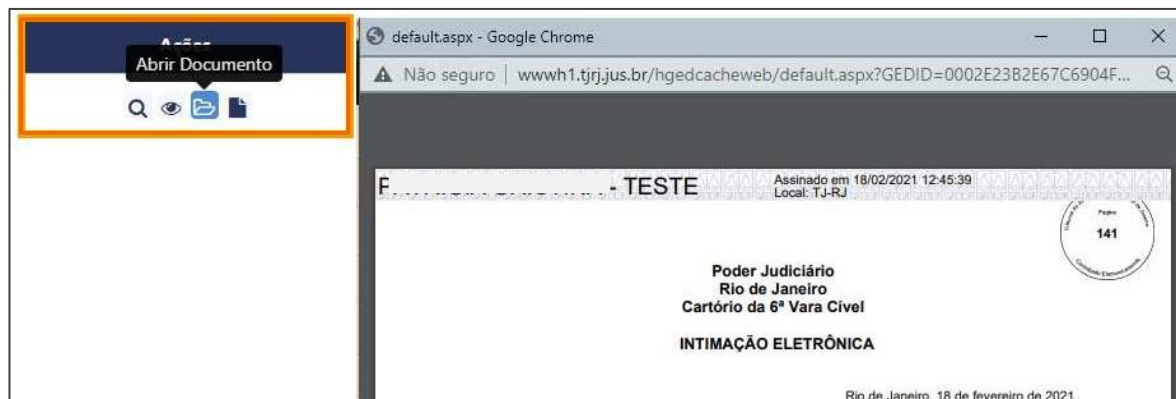 Ações
Abrir Documento
default.aspx - Google Chrome
Não seguro | wwwh1.tjrj.jus.br/hgedcacheweb/default.aspx?GEDID=0002E23B2E67C6904F...
- TESTE
Assinado em 18/02/2021 12:45:39
Local: TJ-RJ
Página
141
Poder Judiciário
Rio de Janeiro
Cartório da 6ª Vara Cível
INTIMAÇÃO ELETRÔNICA
Rio de Janeiro, 18 de fevereiro de 2021.